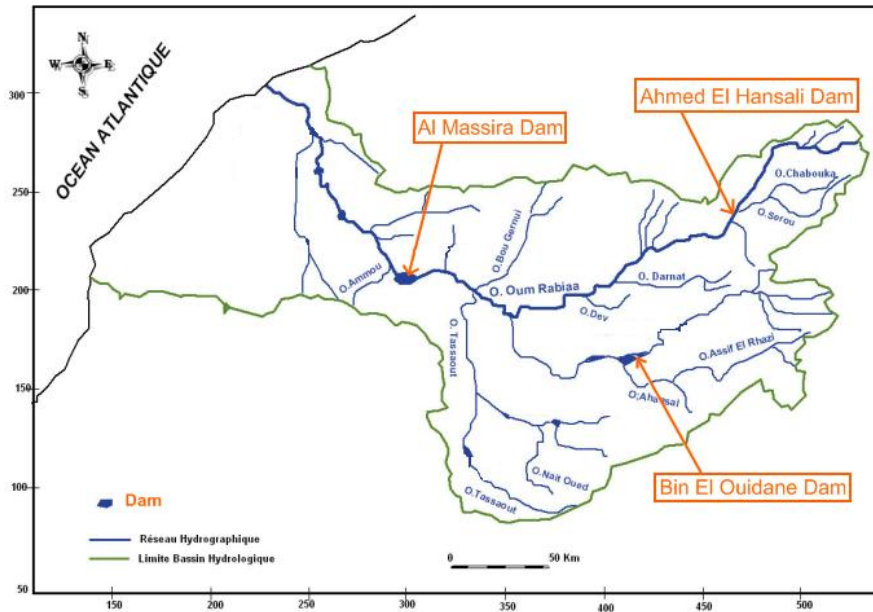 N
W E
S
OCEAN ATLANTIQUE
Ahmed El Hansali Dam
Al Massira Dam
O.Chabouka
O.Serou
O.Bou Gernui
O.Ammou
O. Oum Rabiaa
O. Darnat
O.Dev
O. Tassaout
O.Assif El Rhazi
O;Ahansal
Bin El Ouidane Dam
O.Nait Oued
O.Tassaout
Dam
Réseau Hydrographique
Limite Bassin Hydrologique
0 50 Km
300
250
200
150
100
50
150 200 250 300 350 400 450 500